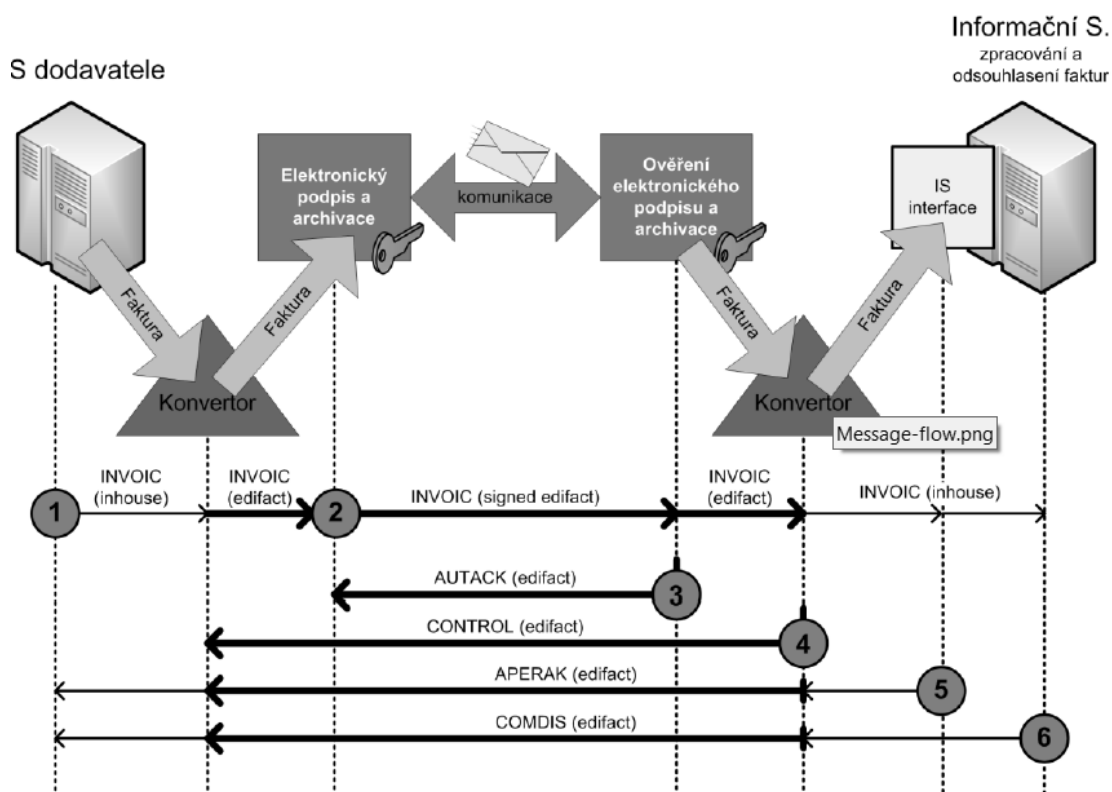 Informační S.
zpracování a
odsouhlasení faktur
S dodavatele
Elektronický
podpis a
archivace
komunikace
Ověření
elektronického
podpisu a
archivace
IS
interface
Faktura
Faktura
Faktura
Faktura
Konvertor
Konvertor
Message-flow.png
INVOIC
(inhouse)
INVOIC
(edifact)
INVOIC (signed edifact)
INVOIC
(edifact)
INVOIC (inhouse)
1
2
AUTACK (edifact)
3
CONTROL (edifact)
4
APERAK (edifact)
5
COMDIS (edifact)
6